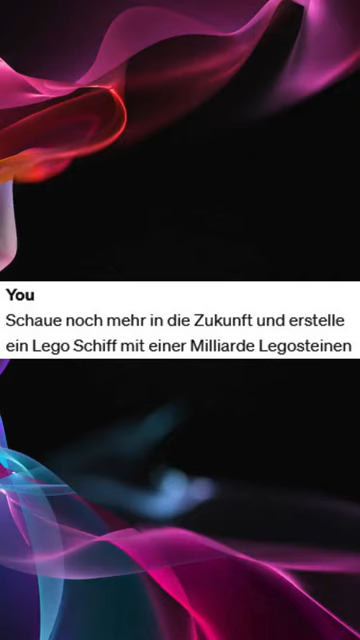 You
Schaue noch mehr in die Zukunft und erstelle
ein Lego Schiff mit einer Milliarde Legosteinen